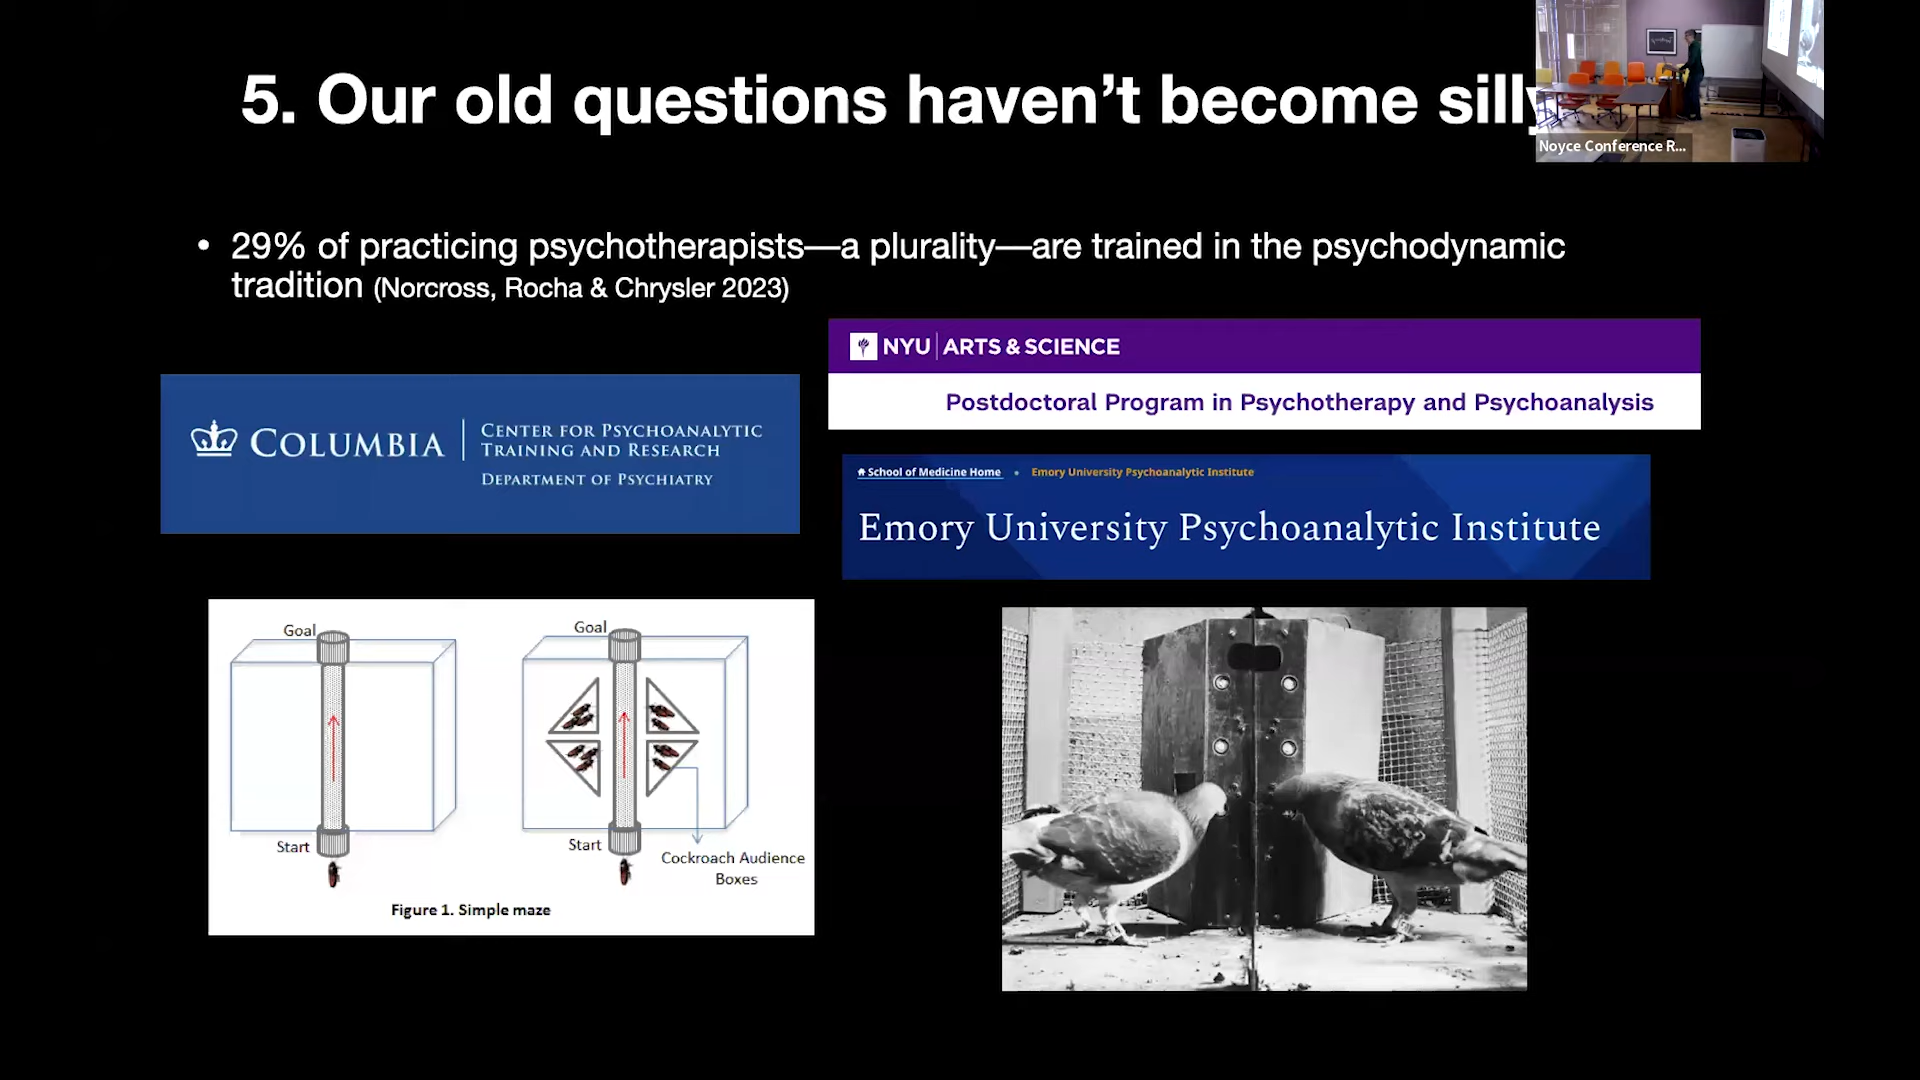 5. Our old questions haven't become silly
Noyce Conference R...
• 29% of practicing psychotherapists—a plurality—are trained in the psychodynamic
tradition (Norcross, Rocha & Chrysler 2023)
NYU | ARTS & SCIENCE
Postdoctoral Program in Psychotherapy and Psychoanalysis
COLUMBIA | CENTER FOR PSYCHOANALYTIC
TRAINING AND RESEARCH
DEPARTMENT OF PSYCHIATRY
School of Medicine Home • Emory University Psychoanalytic Institute
Emory University Psychoanalytic Institute
Goal
Goal
Start
Start
Cockroach Audience
Boxes
Figure 1. Simple maze